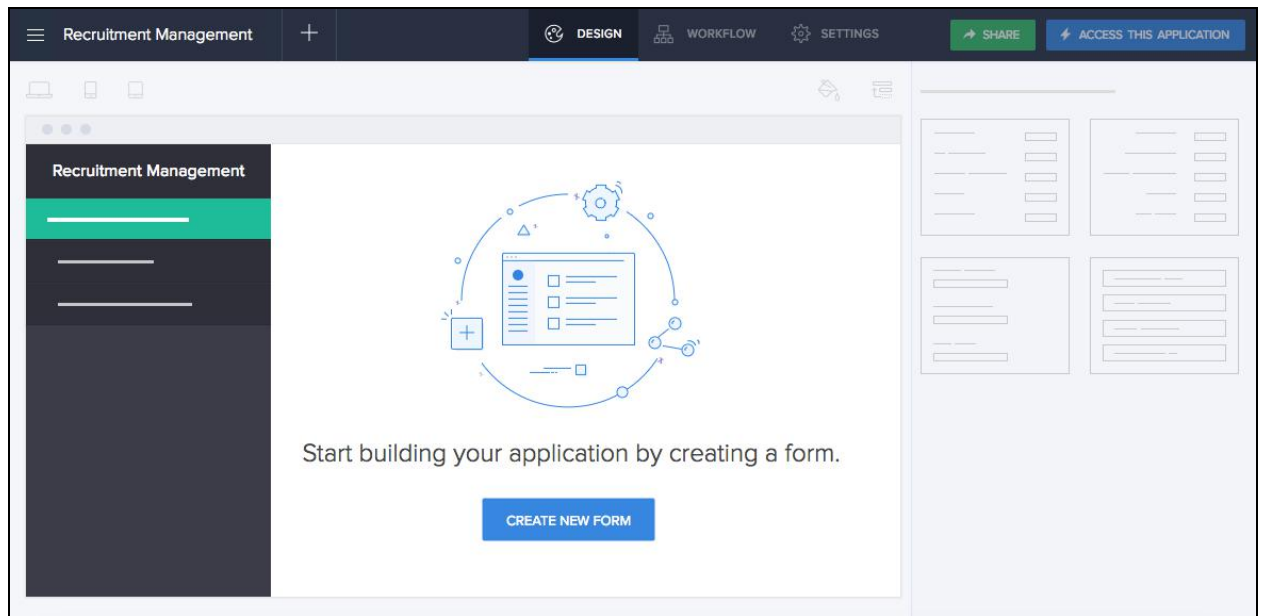 Recruitment Management
DESIGN
WORKFLOW
SETTINGS
SHARE
ACCESS THIS APPLICATION
Recruitment Management
Start building your application by creating a form.
CREATE NEW FORM